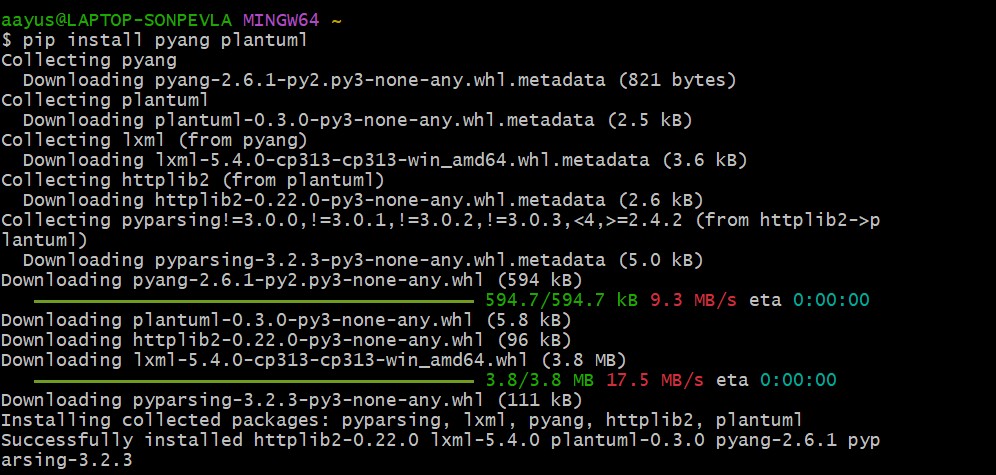 aayus@LAPTOP-SONPEVLA MINGW64 ~
$ pip install pyang plantuml
Collecting pyang
  Downloading pyang-2.6.1-py2.py3-none-any.whl.metadata (821 bytes)
Collecting plantuml
  Downloading plantuml-0.3.0-py3-none-any.whl.metadata (2.5 kB)
Collecting lxml (from pyang)
  Downloading lxml-5.4.0-cp313-cp313-win_amd64.whl.metadata (3.6 kB)
Collecting httplib2 (from plantuml)
  Downloading httplib2-0.22.0-py3-none-any.whl.metadata (2.6 kB)
Collecting pyparsing!=3.0.0,!=3.0.1,!=3.0.2,!=3.0.3,<4,>=2.4.2 (from httplib2->p
lantuml)
  Downloading pyparsing-3.2.3-py3-none-any.whl.metadata (5.0 kB)
Downloading pyang-2.6.1-py2.py3-none-any.whl (594 kB)
594.7/594.7 kB 9.3 MB/s eta 0:00:00
Downloading plantuml-0.3.0-py3-none-any.whl (5.8 kB)
Downloading httplib2-0.22.0-py3-none-any.whl (96 kB)
Downloading lxml-5.4.0-cp313-cp313-win_amd64.whl (3.8 MB)
3.8/3.8 MB 17.5 MB/s eta 0:00:00
Downloading pyparsing-3.2.3-py3-none-any.whl (111 kB)
Installing collected packages: pyparsing, lxml, pyang, httplib2, plantuml
Successfully installed httplib2-0.22.0 lxml-5.4.0 plantuml-0.3.0 pyang-2.6.1 pyp
arsing-3.2.3